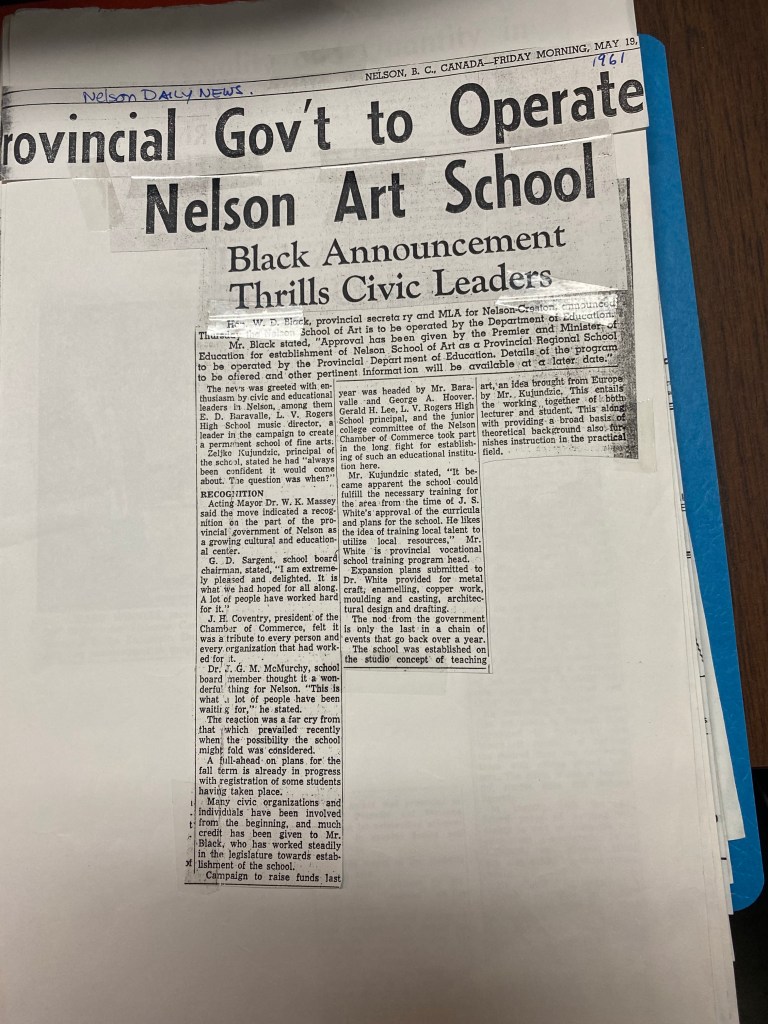 Nelson DAILY NEWS.
NELSON, B. C., CANADA—FRIDAY MORNING, MAY 19,
1961
rovincial Gov't to Operate
Nelson Art School
Black Announcement
Thrills Civic Leaders
Hon. W. D. Black, provincial secretary and MLA for Nelson-Creston, announced
Thursday the Nelson School of Art is to be operated by the Department of Education.
Mr. Black stated, "Approval has been given by the Premier and Minister of
Education for establishment of Nelson School of Art as a Provincial Regional School
to be operated by the Provincial Department of Education. Details of the program
to be offered and other pertinent information will be available at a later date."
The news was greeted with en-
thusiasm by civic and educational
leaders in Nelson, among them
E. D. Baravalle, L. V. Rogers
High School music director, a
leader in the campaign to create
a permanent school of fine arts.
Zeljko Kujundzic, principal of
the school, stated he had "always
been confident it would come
about. The question was when?"
RECOGNITION
Acting Mayor Dr. W. K. Massey
said the move indicated a recog-
nition on the part of the pro-
vincial government of Nelson as
a growing cultural and education-
al center.
G. D. Sargent, school board
chairman, stated, "I am extreme-
ly pleased and delighted. It is
what we had hoped for all along.
A lot of people have worked hard
for it."
J. H. Coventry, president of the
Chamber of Commerce, felt it
was a tribute to every person and
every organization that had work-
ed for it.
Dr. J. G. M. McMurchy, school
board member thought it a won-
derful thing for Nelson. "This is
what a lot of people have been
waiting for," he stated.
The reaction was a far cry from
that which prevailed recently
when the possibility the school
might fold was considered.
A full-ahead on plans for the
fall term is already in progress
with registration of some students
having taken place.
Many civic organizations and
individuals have been involved
from the beginning, and much
credit has been given to Mr.
Black, who has worked steadily
in the legislature towards estab-
lishment of the school.
Campaign to raise funds last
year was headed by Mr. Bara-
valle and George A. Hoover.
Gerald H. Lee, L. V. Rogers High
School principal, and the junior
college committee of the Nelson
Chamber of Commerce took part
in the long fight for establish-
ing of such an educational institu-
tion here.
Mr. Kujundzic stated, "It be-
came apparent the school could
fulfill the necessary training for
the area from the time of J. S.
White's approval of the curricula
and plans for the school. He likes
the idea of training local talent to
utilize local resources," Mr.
White is provincial vocational
school training program head.
Expansion plans submitted to
Dr. White provided for metal
craft, enamelling, copper work,
moulding and casting, architec-
tural design and drafting.
The nod from the government
is only the last in a chain of
events that go back over a year.
The school was established on
the studio concept of teaching
art, an idea brought from Europe
by Mr. Kujundzic. This entails
the working together of both
lecturer and student. This along
with providing a broad basis of
theoretical background also fur-
nishes instruction in the practical
field.